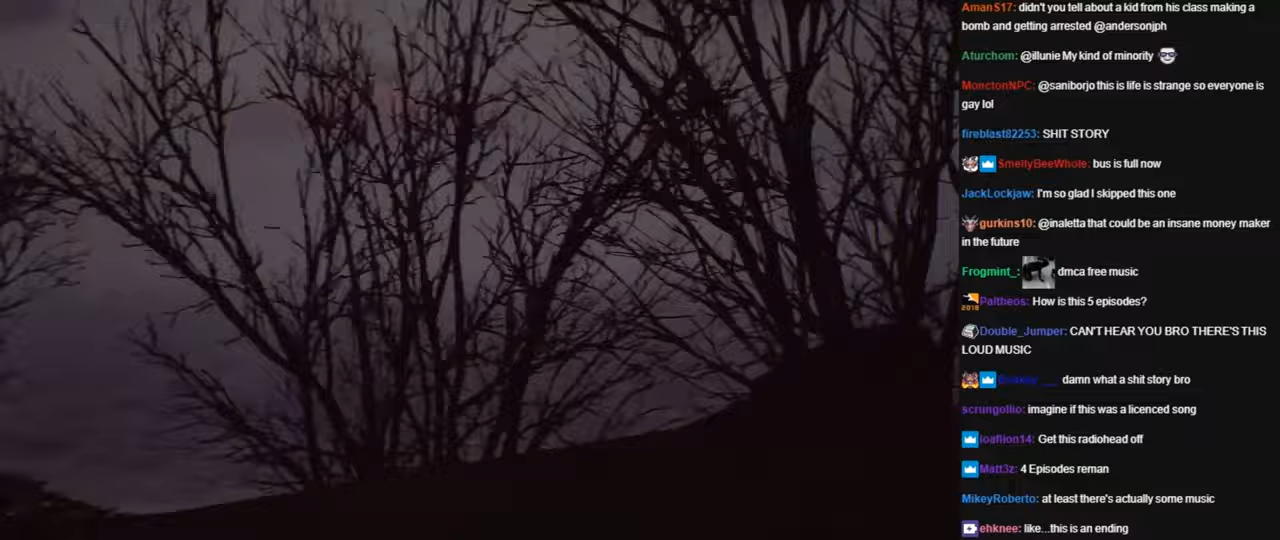 AmanS17: didn't you tell about a kid from his class making a
bomb and getting arrested @andersonjph
Aturchom: @illunie My kind of minority
MonctonNPC: @saniborjo this is life is strange so everyone is
gay lol
fireblast82253: SHIT STORY
SmellyBeeWhole: bus is full now
JackLockjaw: I'm so glad I skipped this one
gurkins10: @inaletta that could be an insane money maker
in the future
Frogmint_: dmca free music
2018 Paltheos: How is this 5 episodes?
Double_Jumper: CAN'T HEAR YOU BRO THERE'S THIS
LOUD MUSIC
damn what a shit story bro
scrungollio: imagine if this was a licenced song
loaflion14: Get this radiohead off
Matt3z: 4 Episodes reman
MikeyRoberto: at least there's actually some music
ehknee: like...this is an ending